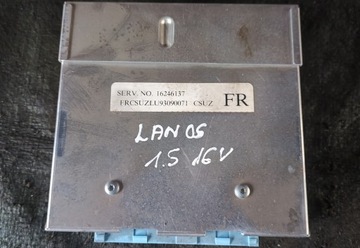 SERV. NO. 16246137
FRCSUZLU93090071 CSUZ FR
LANOS
1.5 16V